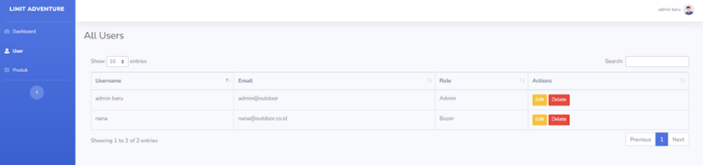 LIMIT ADVENTURE
admin baru
Dashboard
User
Produk
All Users
Show 10 entries
Search:
Username Email Role Actions
admin baru admin@outdoor Admin Edit Delete
nana nana@outdoor.co.id Buyer Edit Delete
Showing 1 to 2 of 2 entries
Previous 1 Next